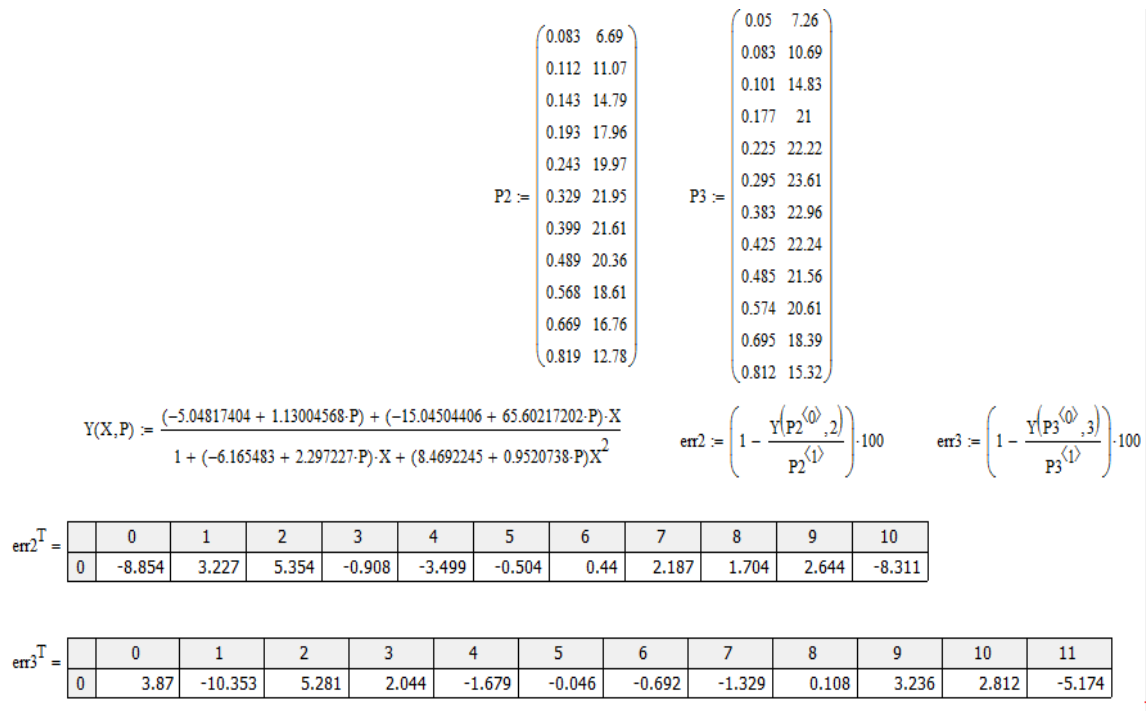 P2 := ( 0.083 6.69
0.112 11.07
0.143 14.79
0.193 17.96
0.243 19.97
0.329 21.95
0.399 21.61
0.489 20.36
0.568 18.61
0.669 16.76
0.819 12.78 )
P3 := ( 0.05 7.26
0.083 10.69
0.101 14.83
0.177 21
0.225 22.22
0.295 23.61
0.383 22.96
0.425 22.24
0.485 21.56
0.574 20.61
0.695 18.39
0.812 15.32 )
Y(X,P) := ((−5.04817404 + 1.13004568·P) + (−15.04504406 + 65.60217202·P)·X) / (1 + (−6.165483 + 2.297227·P)·X + (8.4692245 + 0.9520738·P)X^2)
err2 := (1 − Y(P2^⟨0⟩,2) / P2^⟨1⟩)·100
err3 := (1 − Y(P3^⟨0⟩,3) / P3^⟨1⟩)·100
err2^T =
0 1 2 3 4 5 6 7 8 9 10
0 -8.854 3.227 5.354 -0.908 -3.499 -0.504 0.44 2.187 1.704 2.644 -8.311
err3^T =
0 1 2 3 4 5 6 7 8 9 10 11
0 3.87 -10.353 5.281 2.044 -1.679 -0.046 -0.692 -1.329 0.108 3.236 2.812 -5.174